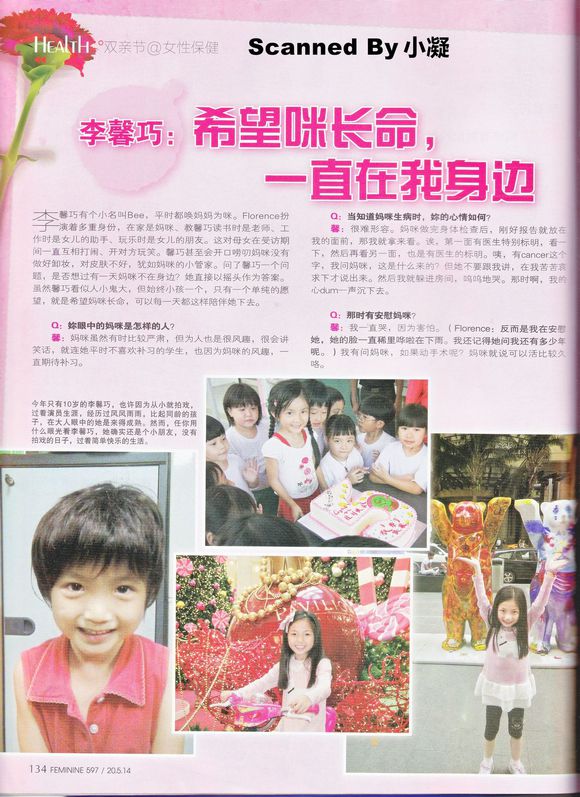 HEALTH 双亲节@女性保健
Scanned By 小凝
李馨巧：希望咪长命，
一直在我身边
李馨巧有个小名叫Bee，平时都唤妈妈为咪。Florence扮
演着多重身份，在家是妈咪、教馨巧读书时是老师、工
作时是女儿的助手、玩乐时是女儿的朋友。这对母女在受访期
间一直互相打闹、开对方玩笑。馨巧甚至会开口唠叨妈咪没有
做好卸妆，对皮肤不好，犹如妈咪的小管家。问了馨巧一个问
题，是否想过有一天妈咪不在身边？她直接以摇头作为答案。
虽然馨巧看似人小鬼大，但始终小孩一个，只有一个单纯的愿
望，就是希望妈咪长命，可以每一天都这样陪伴她下去。
Q：妳眼中的妈咪是怎样的人？
馨：妈咪虽然有时比较严肃，但为人也是很风趣，很会讲
笑话，就连她平时不喜欢补习的学生，也因为妈咪的风趣，一
直期待补习。
Q：当知道妈咪生病时，妳的心情如何？
馨：很难形容。妈咪做完身体检查后，刚好报告就放在
我的面前，那我就拿来看。诶，第一面有医生特别标明，看一
下，然后再看另一面，也是有医生的标明。咦，有cancer这个
字，我问妈咪，这是什么来的？但她不要跟我讲，在我苦苦哀
求下才说出来。然后我就躲进房间，呜呜地哭。那时啊，我的
心dum一声沉下去。
Q：那时有安慰妈咪？
馨：我一直哭，因为害怕。（Florence：反而是我在安慰
她，她的脸一直稀里哗啦在下雨。我还记得她问我还有多少年
呢。）我有问妈咪，如果动手术呢？妈咪就说可以活比较久
咯。
今年只有10岁的李馨巧，也许因为从小就拍戏，
过着演员生涯，经历过风风雨雨，比起同龄的孩
子，在大人眼中的她是来得成熟。然而，任你用
什么眼光看李馨巧，她确实还是个小朋友，没有
拍戏的日子，过着简单快乐的生活。
134 FEMININE 597 / 20.5.14